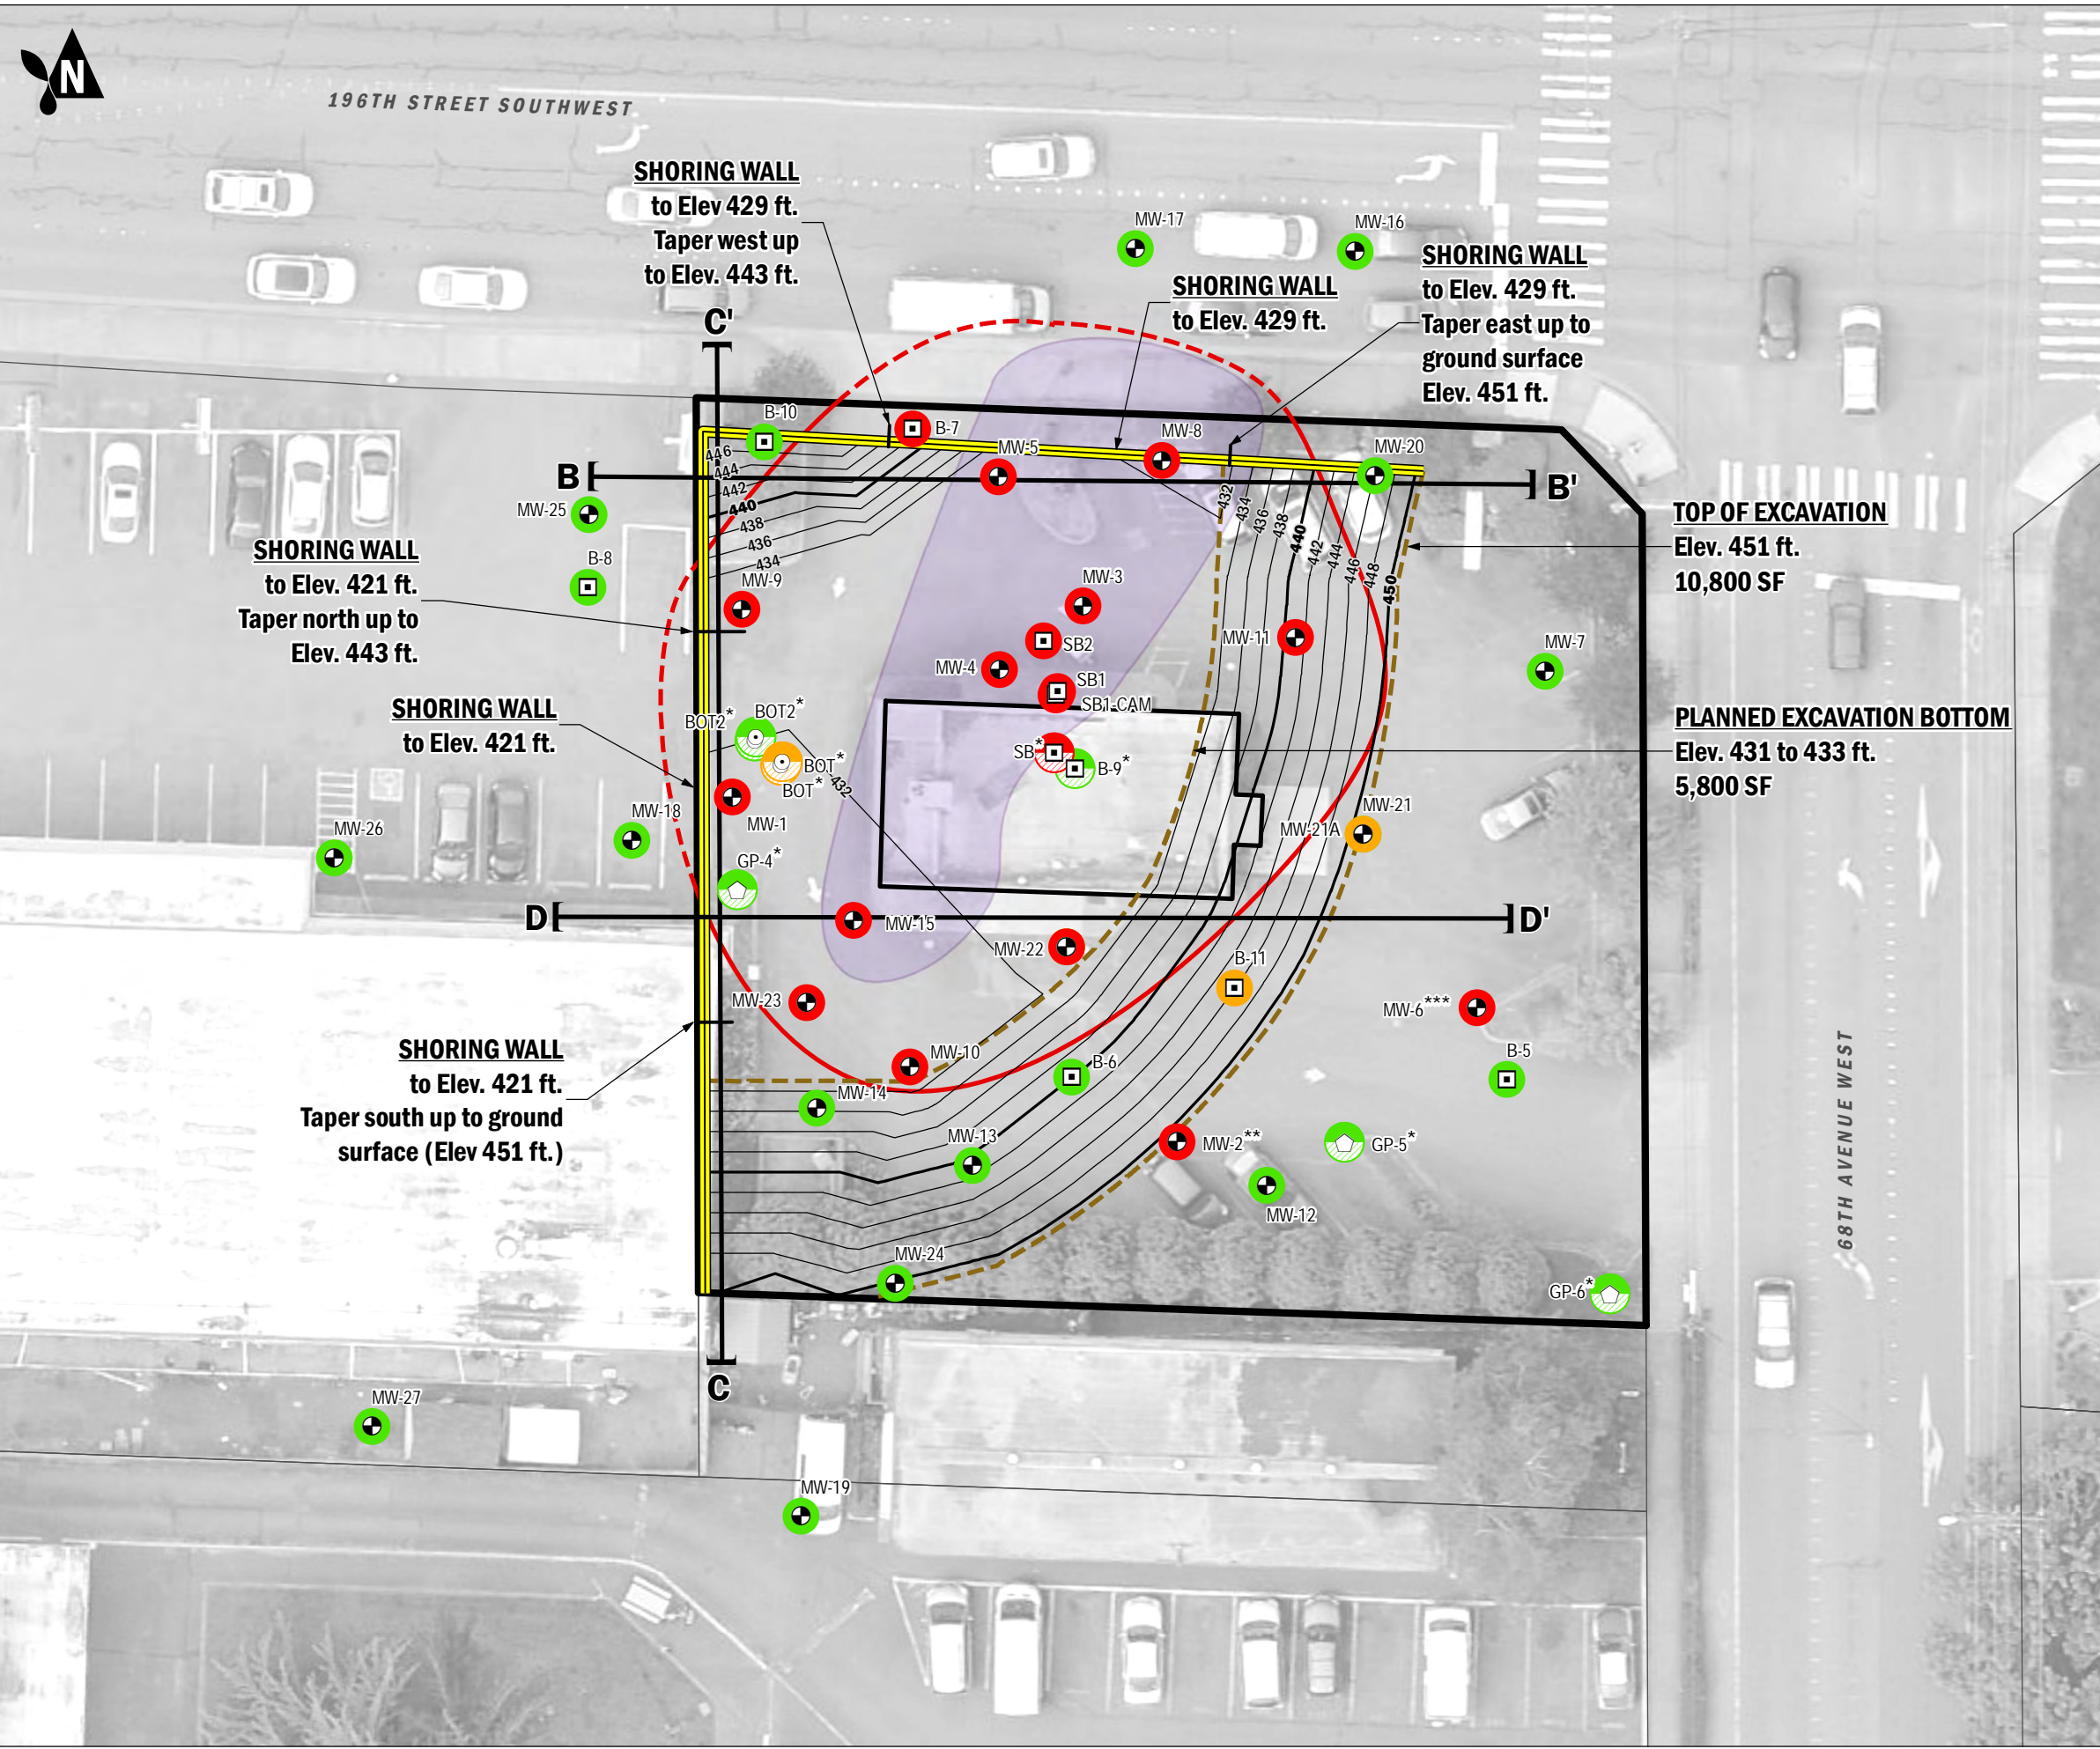 N
196TH STREET SOUTHWEST
SHORING WALL
to Elev 429 ft.
Taper west up
to Elev. 443 ft.
MW-17
MW-16
SHORING WALL
to Elev. 429 ft.
SHORING WALL
to Elev. 429 ft.
Taper east up to
ground surface
Elev. 451 ft.
C'
B-10
B-7
MW-5
MW-8
MW-20
B
B'
446
444
442
440
438
436
434
432
434
436
438
440
442
444
446
448
450
MW-25
B-8
TOP OF EXCAVATION
Elev. 451 ft.
10,800 SF
SHORING WALL
to Elev. 421 ft.
Taper north up to
Elev. 443 ft.
MW-9
MW-3
SB2
MW-11
MW-4
SB1
SB1-CAM
MW-7
SHORING WALL
to Elev. 421 ft.
BOT2*
BOT2*
BOT*
BOT*
432
SB*
B-9*
PLANNED EXCAVATION BOTTOM
Elev. 431 to 433 ft.
5,800 SF
MW-1
MW-18
MW-26
MW-21
MW-21A
GP-4*
D
D'
MW-15
MW-22
B-11
MW-23
MW-6***
SHORING WALL
to Elev. 421 ft.
Taper south up to ground
surface (Elev 451 ft.)
MW-10
B-6
B-5
MW-14
MW-13
MW-2**
GP-5*
MW-12
68TH AVENUE WEST
MW-24
GP-6*
C
MW-27
MW-19